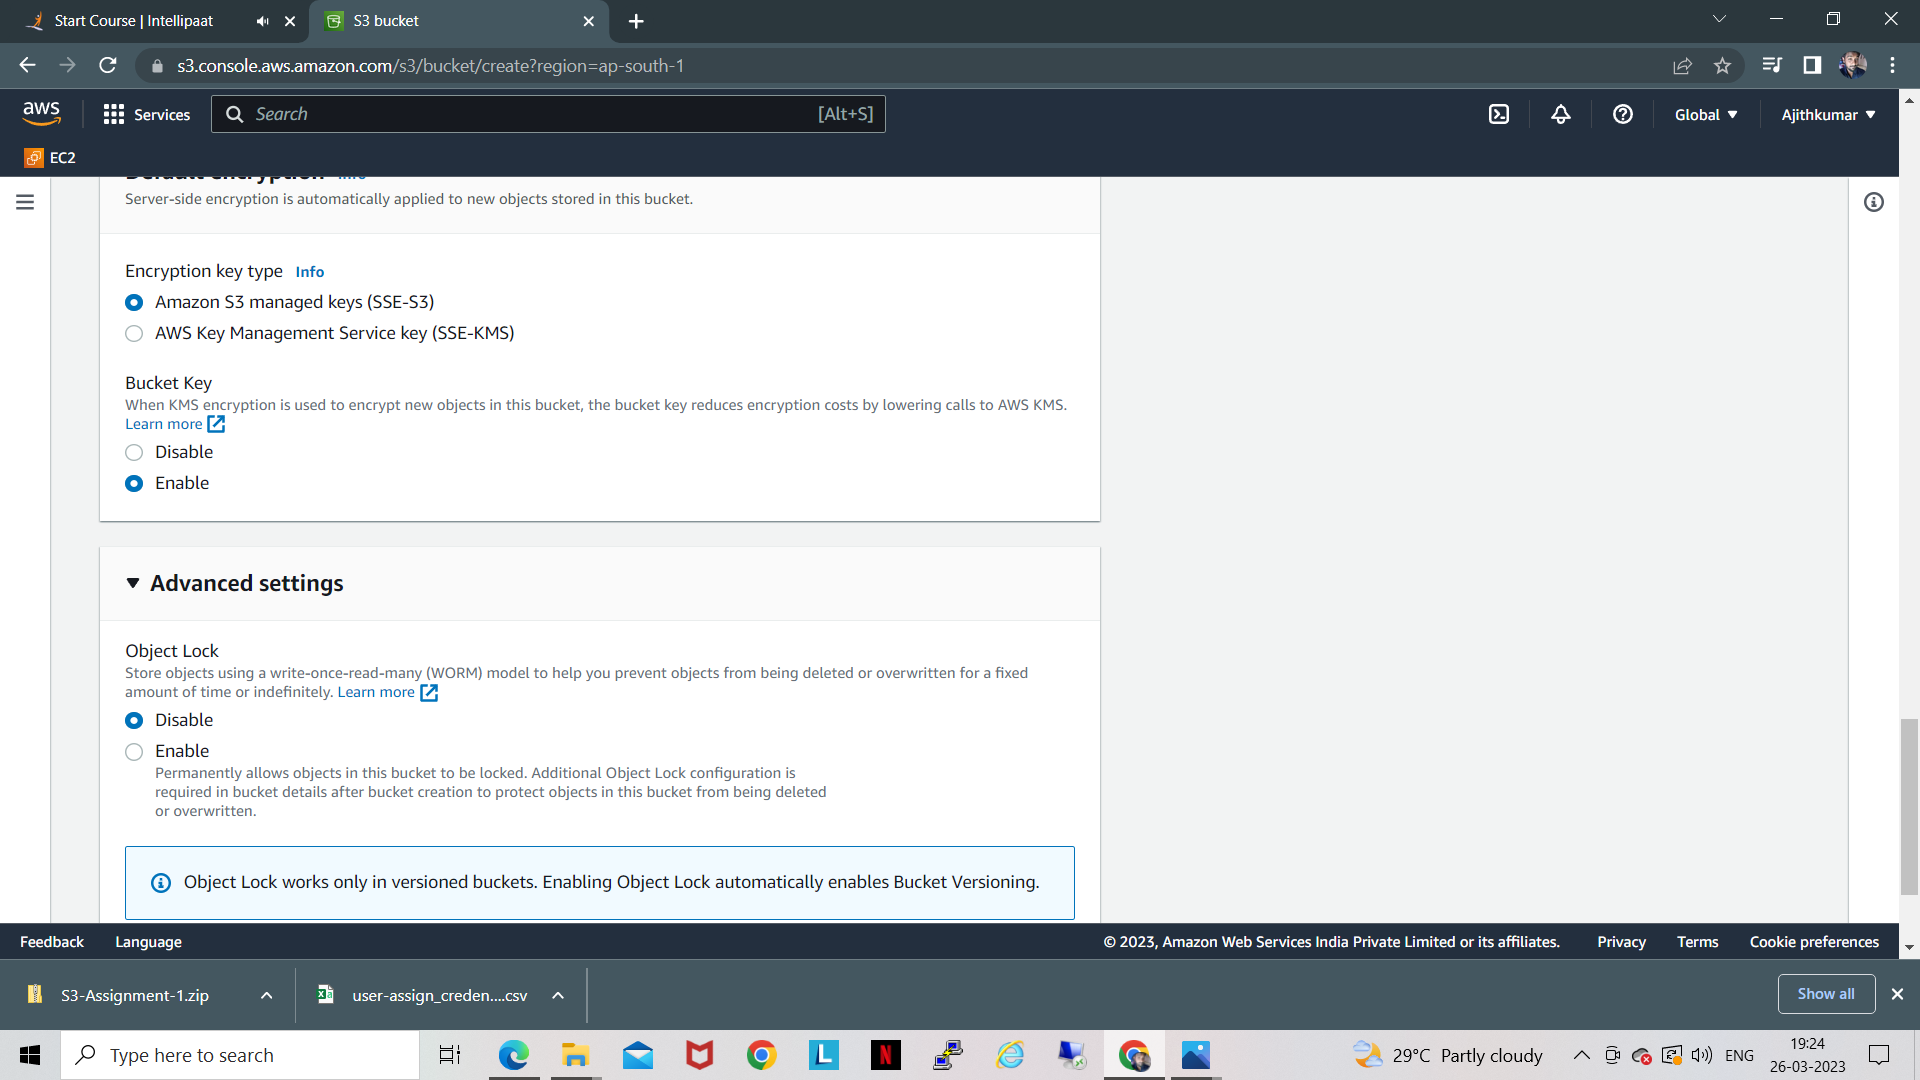 Start Course | Intellipaat
S3 bucket
s3.console.aws.amazon.com/s3/bucket/create?region=ap-south-1
aws
Services
Search
[Alt+S]
Global
Ajithkumar
EC2
Default encryption Info
Server-side encryption is automatically applied to new objects stored in this bucket.
Encryption key type Info
Amazon S3 managed keys (SSE-S3)
AWS Key Management Service key (SSE-KMS)
Bucket Key
When KMS encryption is used to encrypt new objects in this bucket, the bucket key reduces encryption costs by lowering calls to AWS KMS.
Learn more
Disable
Enable
Advanced settings
Object Lock
Store objects using a write-once-read-many (WORM) model to help you prevent objects from being deleted or overwritten for a fixed
amount of time or indefinitely. Learn more
Disable
Enable
Permanently allows objects in this bucket to be locked. Additional Object Lock configuration is
required in bucket details after bucket creation to protect objects in this bucket from being deleted
or overwritten.
Object Lock works only in versioned buckets. Enabling Object Lock automatically enables Bucket Versioning.
Feedback
Language
© 2023, Amazon Web Services India Private Limited or its affiliates.
Privacy
Terms
Cookie preferences
S3-Assignment-1.zip
user-assign_creden....csv
Show all
Type here to search
L
N
29°C Partly cloudy
ENG
19:24
26-03-2023